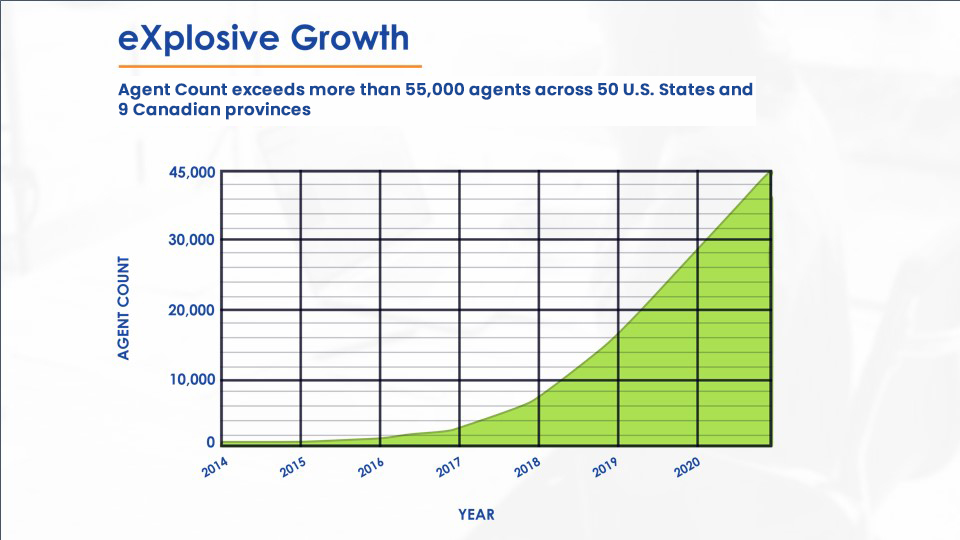 eXplosive Growth
Agent Count exceeds more than 55,000 agents across 50 U.S. States and
9 Canadian provinces
45,000
30,000
20,000
10,000
0
AGENT COUNT
2014
2015
2016
2017
2018
2019
2020
YEAR